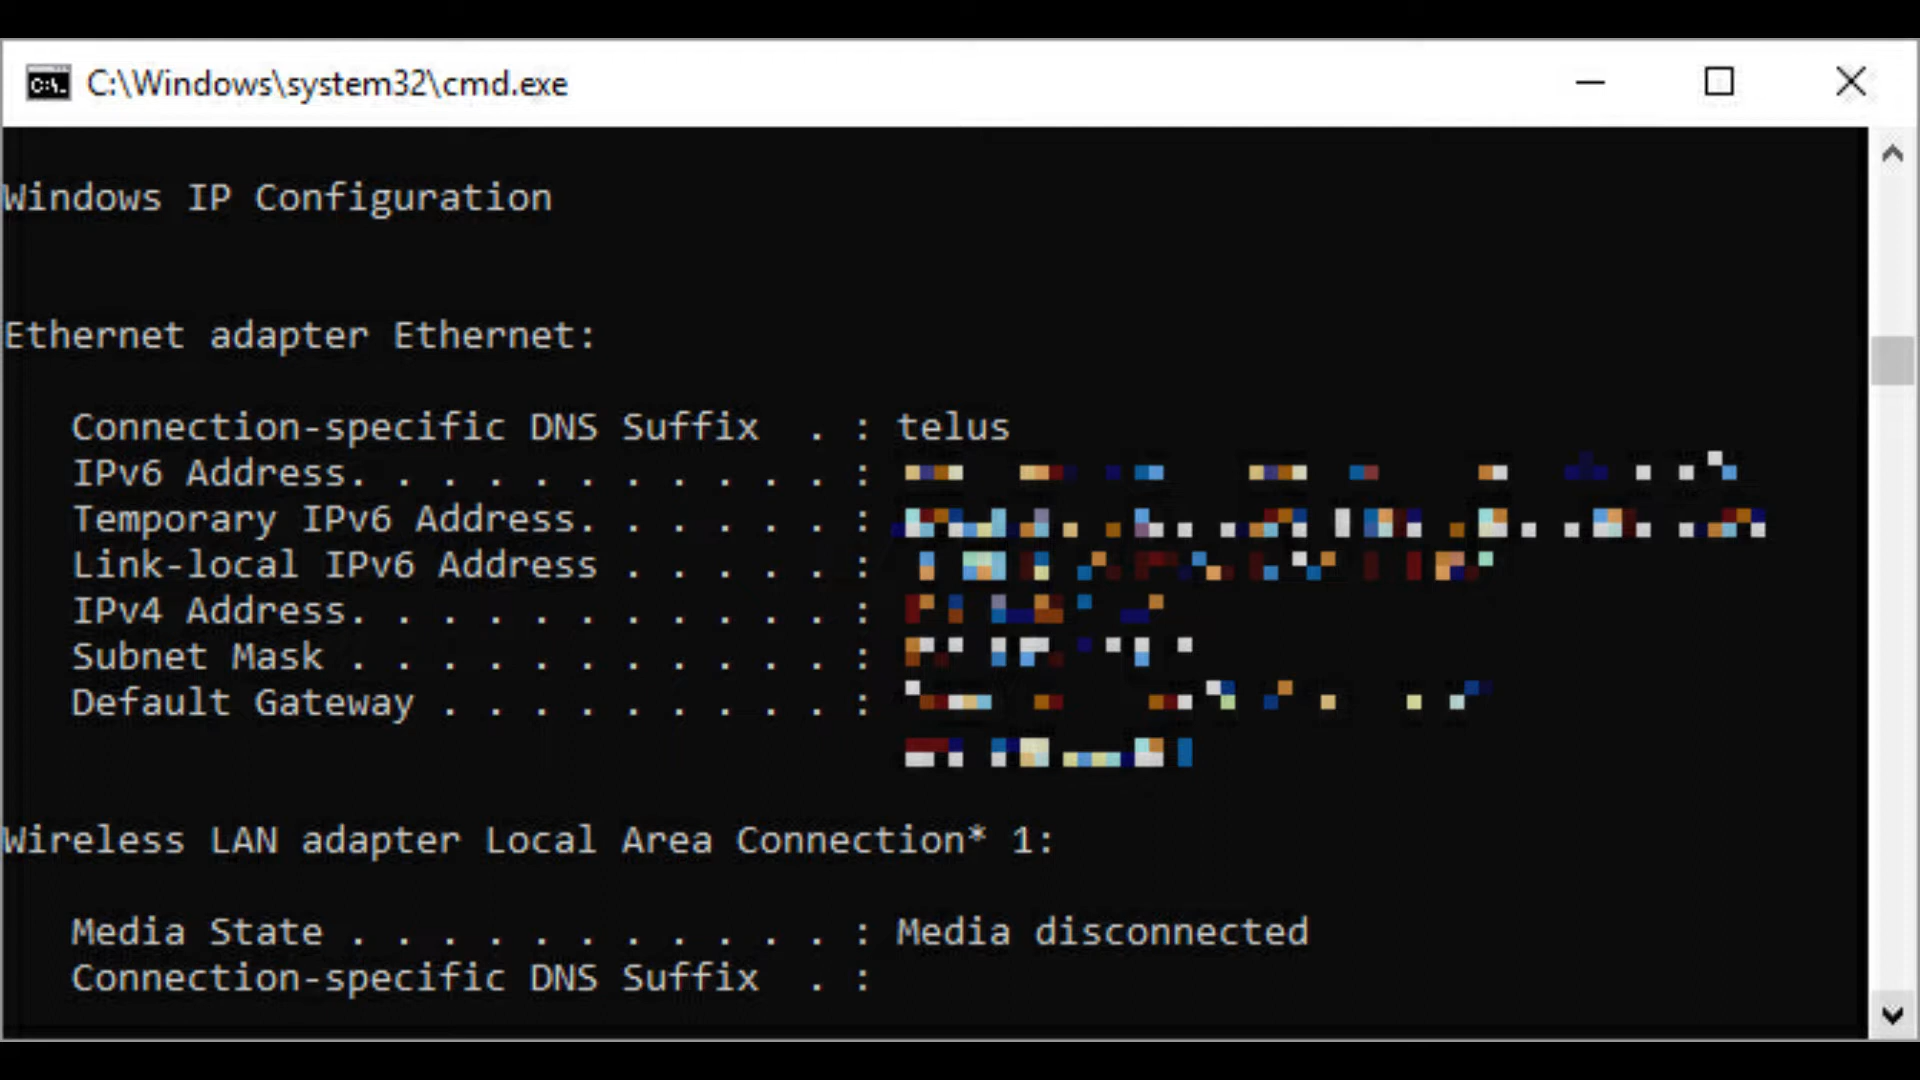 C:\Windows\system32\cmd.exe
Windows IP Configuration
Ethernet adapter Ethernet:
Connection-specific DNS Suffix  . : telus
IPv6 Address. . . . . . . . . . . :
Temporary IPv6 Address. . . . . . :
Link-local IPv6 Address . . . . . :
IPv4 Address. . . . . . . . . . . :
Subnet Mask . . . . . . . . . . . :
Default Gateway . . . . . . . . . :
Wireless LAN adapter Local Area Connection* 1:
Media State . . . . . . . . . . . : Media disconnected
Connection-specific DNS Suffix  . :